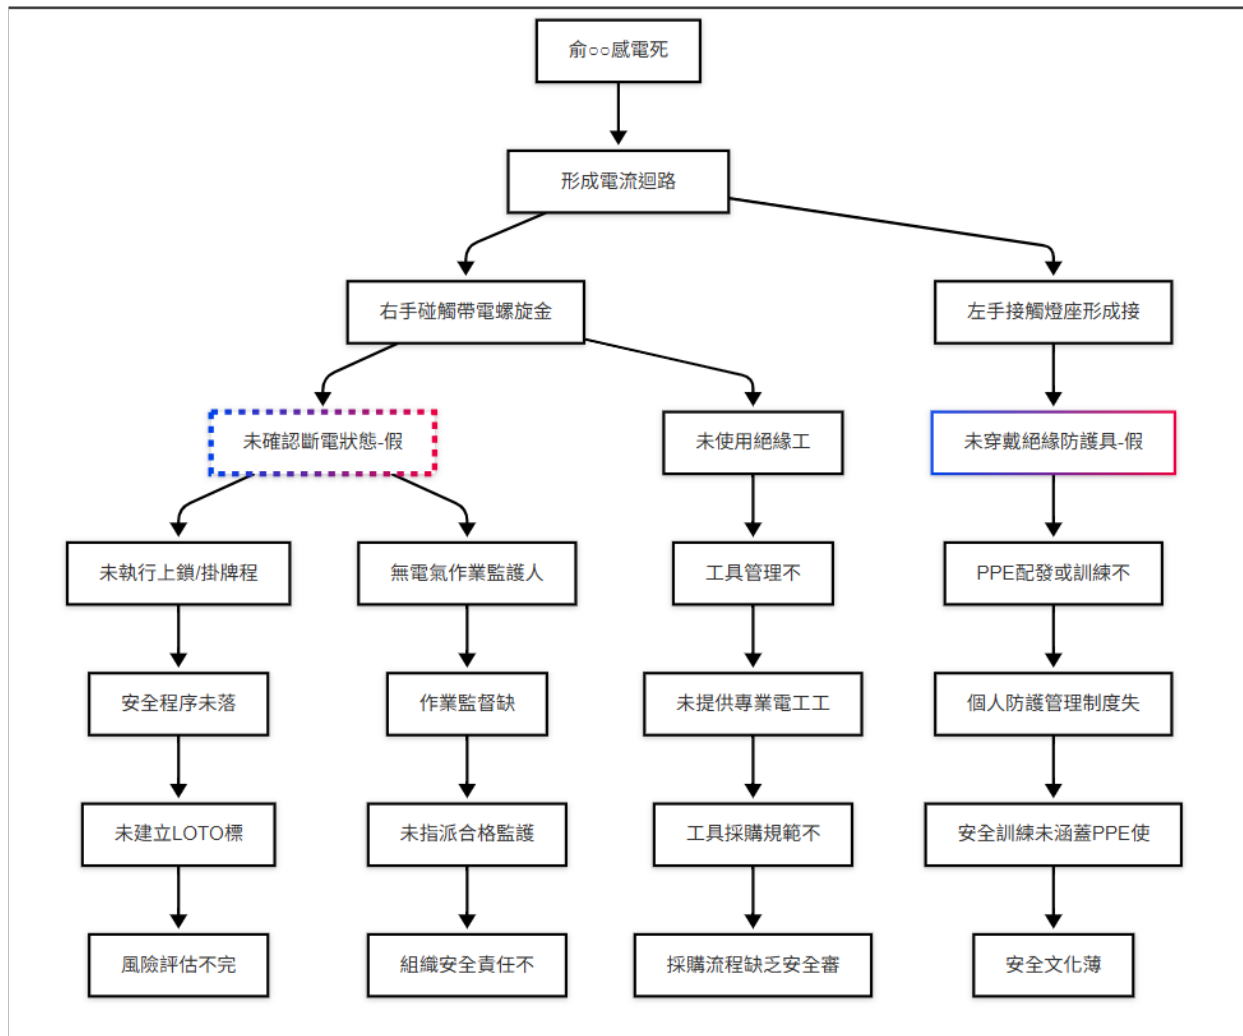 俞○○感電死
形成電流迴路
右手碰觸帶電螺旋金
左手接觸燈座形成接
未確認斷電狀態-假
未使用絕緣工
未穿戴絕緣防護具-假
未執行上鎖/掛牌程
無電氣作業監護人
工具管理不
PPE配發或訓練不
安全程序未落
作業監督缺
未提供專業電工工
個人防護管理制度失
未建立LOTO標
未指派合格監護
工具採購規範不
安全訓練未涵蓋PPE使
風險評估不完
組織安全責任不
採購流程缺乏安全審
安全文化薄